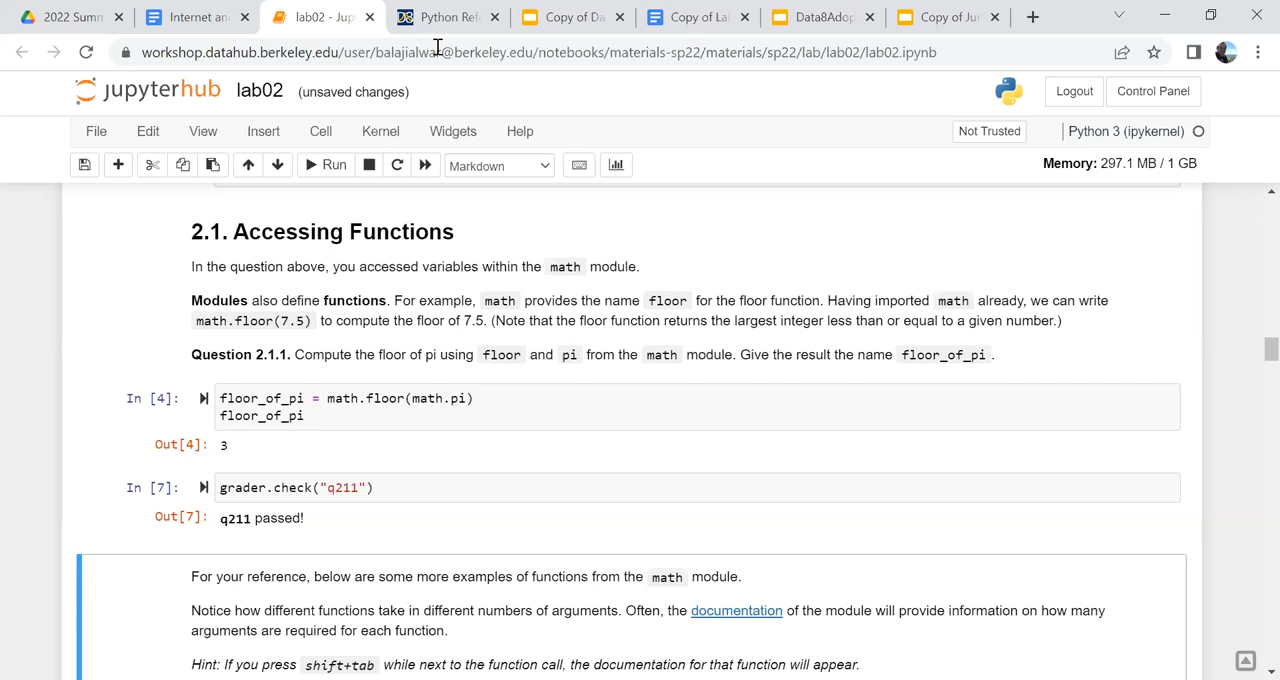 2022 Summ
Internet an
lab02 - Jup
Python Ref
Copy of Da
Copy of Lal
Data8Adop
Copy of Ju
workshop.datahub.berkeley.edu/user/balajialwa @berkeley.edu/notebooks/materials-sp22/materials/sp22/lab/lab02/lab02.ipynb
jupyterhub lab02 (unsaved changes)
Logout Control Panel
File Edit View Insert Cell Kernel Widgets Help
Not Trusted Python 3 (ipykernel)
Run Markdown
Memory: 297.1 MB / 1 GB
2.1. Accessing Functions
In the question above, you accessed variables within the math module.
Modules also define functions. For example, math provides the name floor for the floor function. Having imported math already, we can write
math.floor(7.5) to compute the floor of 7.5. (Note that the floor function returns the largest integer less than or equal to a given number.)
Question 2.1.1. Compute the floor of pi using floor and pi from the math module. Give the result the name floor_of_pi.
In [4]: floor_of_pi = math.floor(math.pi)
floor_of_pi
Out[4]: 3
In [7]: grader.check("q211")
Out[7]: q211 passed!
For your reference, below are some more examples of functions from the math module.
Notice how different functions take in different numbers of arguments. Often, the documentation of the module will provide information on how many
arguments are required for each function.
Hint: If you press shift+tab while next to the function call, the documentation for that function will appear.